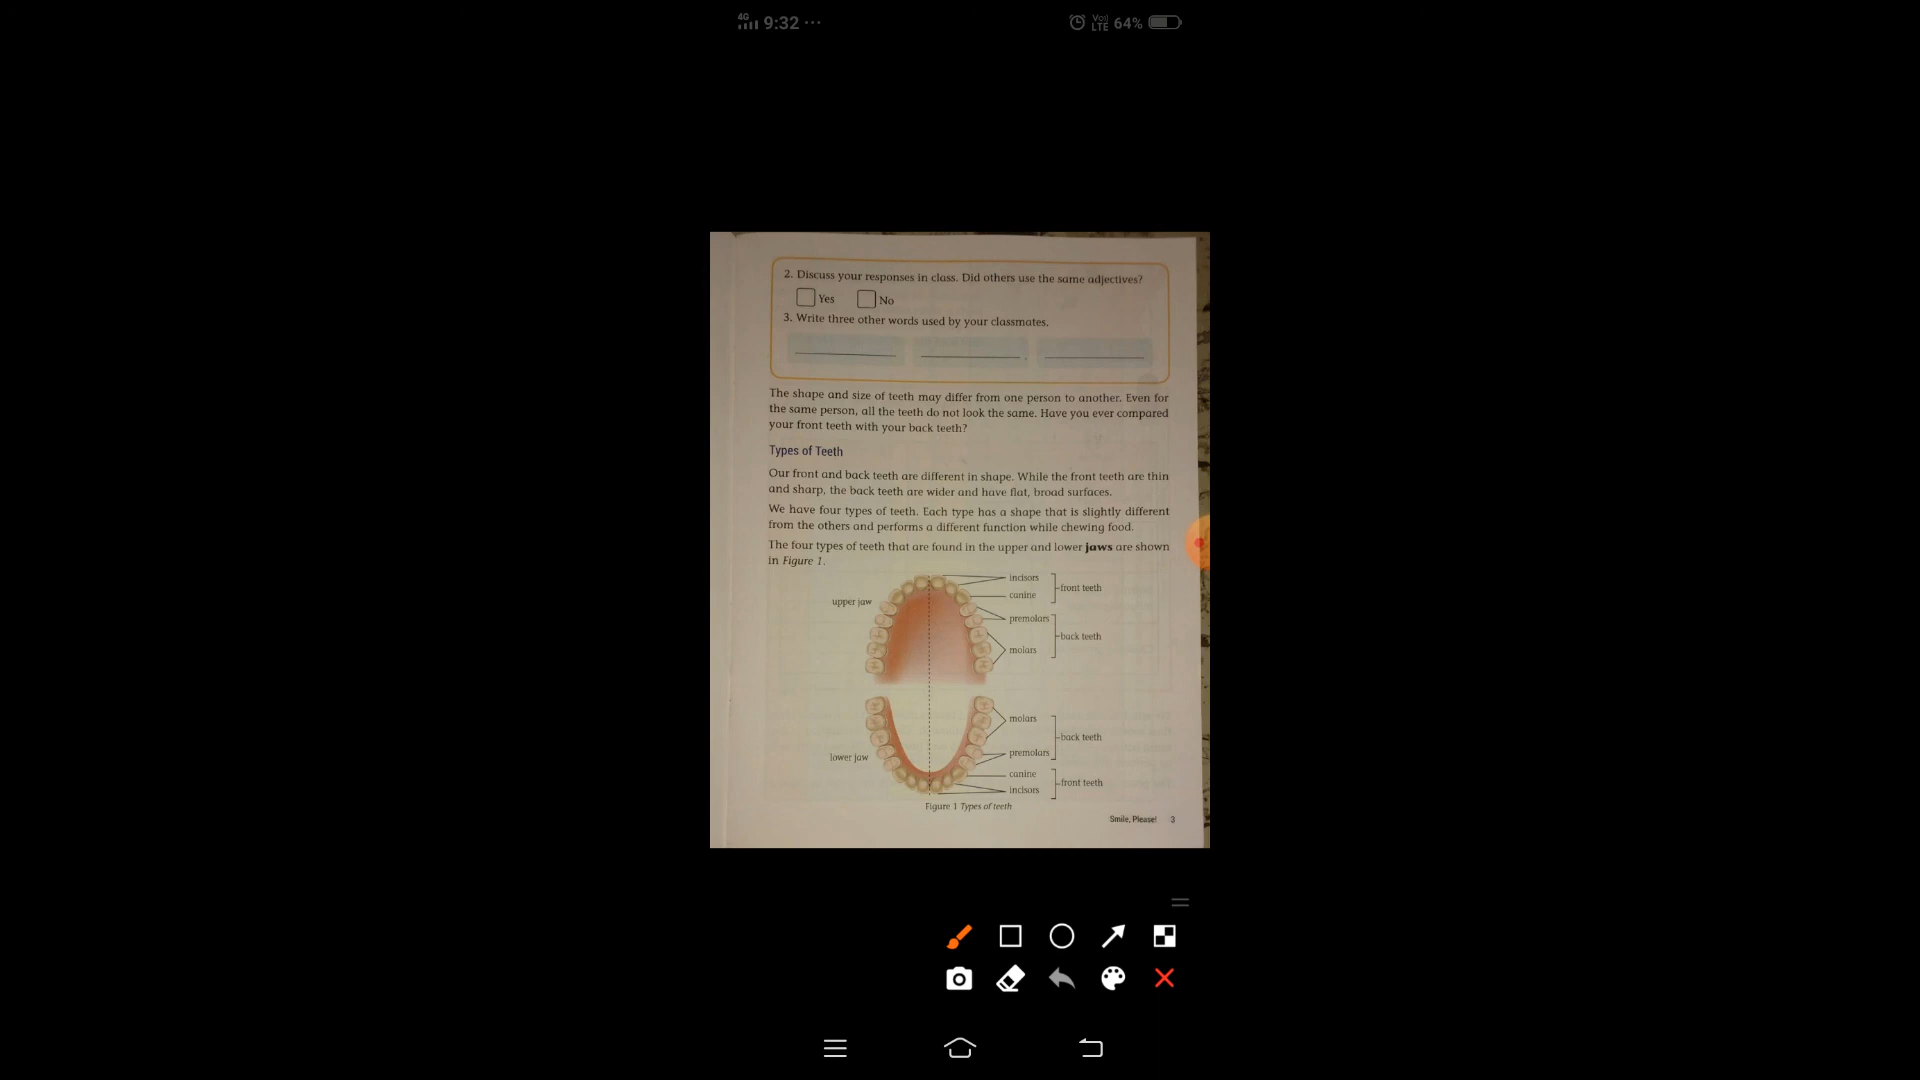 4G 9:32 ... Vo)) LTE 64%
2. Discuss your responses in class. Did others use the same adjectives?
Yes No
3. Write three other words used by your classmates.
The shape and size of teeth may differ from one person to another. Even for
the same person, all the teeth do not look the same. Have you ever compared
your front teeth with your back teeth?
Types of Teeth
Our front and back teeth are different in shape. While the front teeth are thin
and sharp, the back teeth are wider and have flat, broad surfaces.
We have four types of teeth. Each type has a shape that is slightly different
from the others and performs a different function while chewing food.
The four types of teeth that are found in the upper and lower jaws are shown
in Figure 1.
incisors
front teeth
canine
upper jaw
premolars
back teeth
molars
molars
back teeth
premolars
lower jaw
canine
front teeth
incisors
Figure 1 Types of teeth
Smile, Please! 3